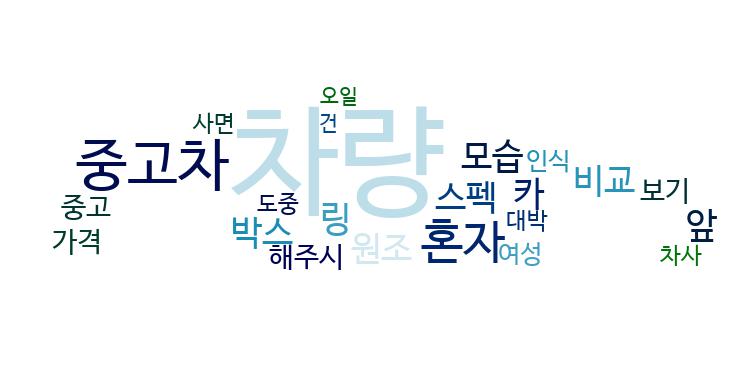 오일
사면
건
차량
중고차
모습
인식
비교
스펙
카
보기
중고
도중
링
대박
앞
박스
혼자
가격
해주시
원조
여성
차사